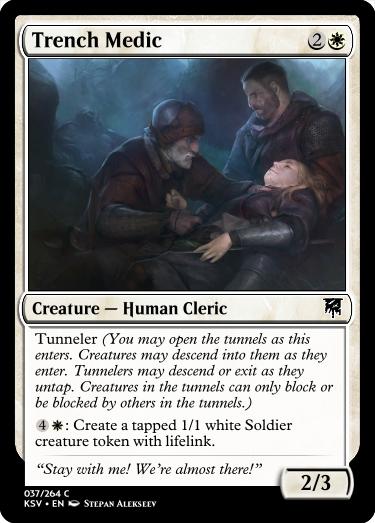 Trench Medic 2
Creature — Human Cleric
Tunneler (You may open the tunnels as this
enters. Creatures may descend into them as they
enter. Tunnelers may descend or exit as they
untap. Creatures in the tunnels can only block or
be blocked by others in the tunnels.)
4 : Create a tapped 1/1 white Soldier
creature token with lifelink.
“Stay with me! We’re almost there!”
2/3
037/264 C
KSV • EN Stepan Alekseev